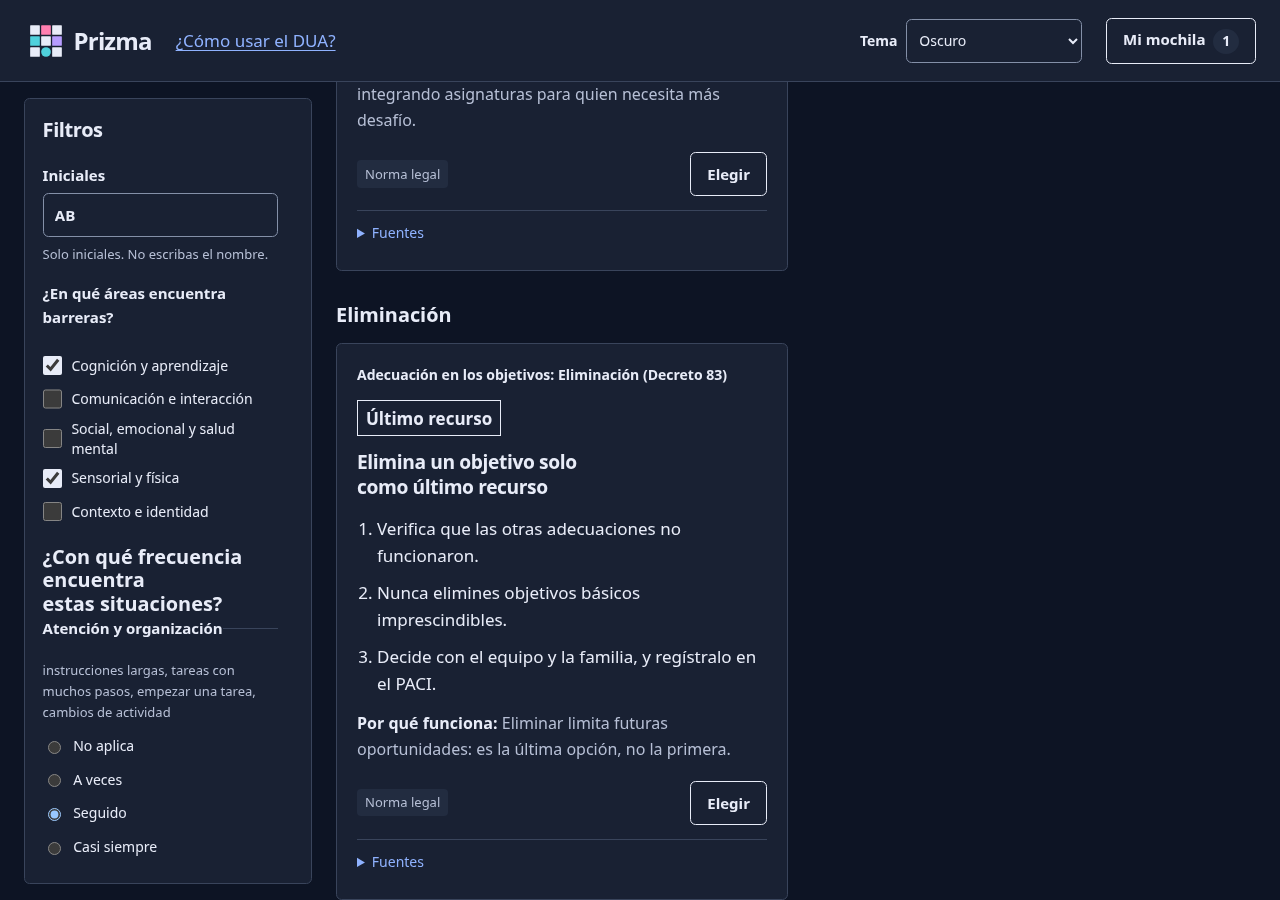 Prizma
¿Cómo usar el DUA?
Tema
Oscuro
Mi mochila 1
Filtros
Iniciales
AB
Solo iniciales. No escribas el nombre.
¿En qué áreas encuentra
barreras?
Cognición y aprendizaje
Comunicación e interacción
Social, emocional y salud
mental
Sensorial y física
Contexto e identidad
¿Con qué frecuencia
encuentra
estas situaciones?
Atención y organización
instrucciones largas, tareas con
muchos pasos, empezar una tarea,
cambios de actividad
No aplica
A veces
Seguido
Casi siempre
integrando asignaturas para quien necesita más
desafío.
Norma legal
Elegir
Fuentes
Eliminación
Adecuación en los objetivos: Eliminación (Decreto 83)
Último recurso
Elimina un objetivo solo
como último recurso
1. Verifica que las otras adecuaciones no
funcionaron.
2. Nunca elimines objetivos básicos
imprescindibles.
3. Decide con el equipo y la familia, y regístralo en
el PACI.
Por qué funciona: Eliminar limita futuras
oportunidades: es la última opción, no la primera.
Norma legal
Elegir
Fuentes